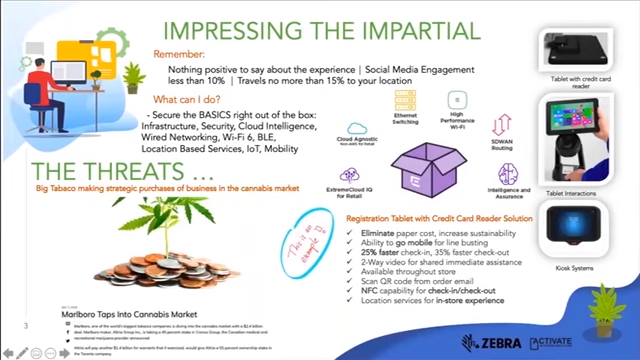 IMPRESSING THE IMPARTIAL
Remember:
Nothing positive to say about the experience | Social Media Engagement
less than 10% | Travels no more than 15% to your location
What can I do?
- Secure the BASICS right out of the box:
Infrastructure, Security, Cloud Intelligence,
Wired Networking, Wi-Fi 6, BLE,
Location Based Services, IoT, Mobility
Ethernet
Switching
High
Performance
Wi-Fi
Cloud Agnostic
Non-AWS for Retail
SDWAN
Routing
ExtremeCloud IQ
for Retail
Intelligence and
Assurance
Tablet with credit card
reader
Tablet Interactions
Kiosk Systems
THE THREATS ...
Big Tabaco making strategic purchases of business in the cannabis market
This is an
example
Registration Tablet with Credit Card Reader Solution
✓ Eliminate paper cost, increase sustainability
✓ Ability to go mobile for line busting
✓ 25% faster check-in, 35% faster check-out
✓ 2-Way video for shared immediate assistance
✓ Available throughout store
✓ Scan QR code from order email
✓ NFC capability for check-in/check-out
✓ Location services for in-store experience
Marlboro Taps Into Cannabis Market
3
ZEBRA
ACTIVATE